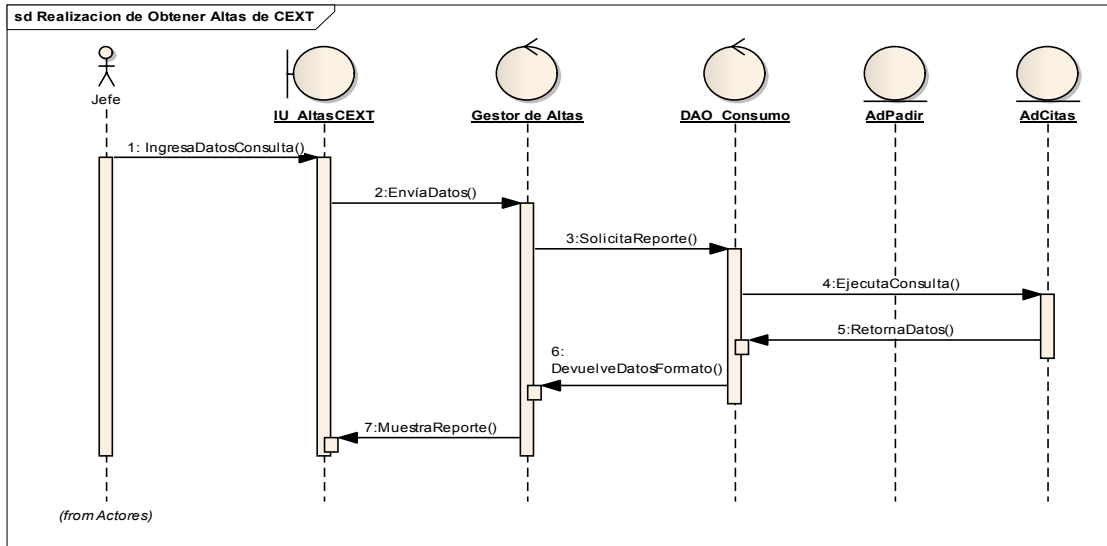 sd Realizacion de Obtener Altas de CEXT
Jefe
IU_AltasCEXT
Gestor de Altas
DAO_Consumo
AdPadir
AdCitas
1: IngresaDatosConsulta()
2:EnvíaDatos()
3:SolicitaReporte()
4:EjecutaConsulta()
5:RetornaDatos()
6:
DevuelveDatosFormato()
7:MuestraReporte()
(from Actores)